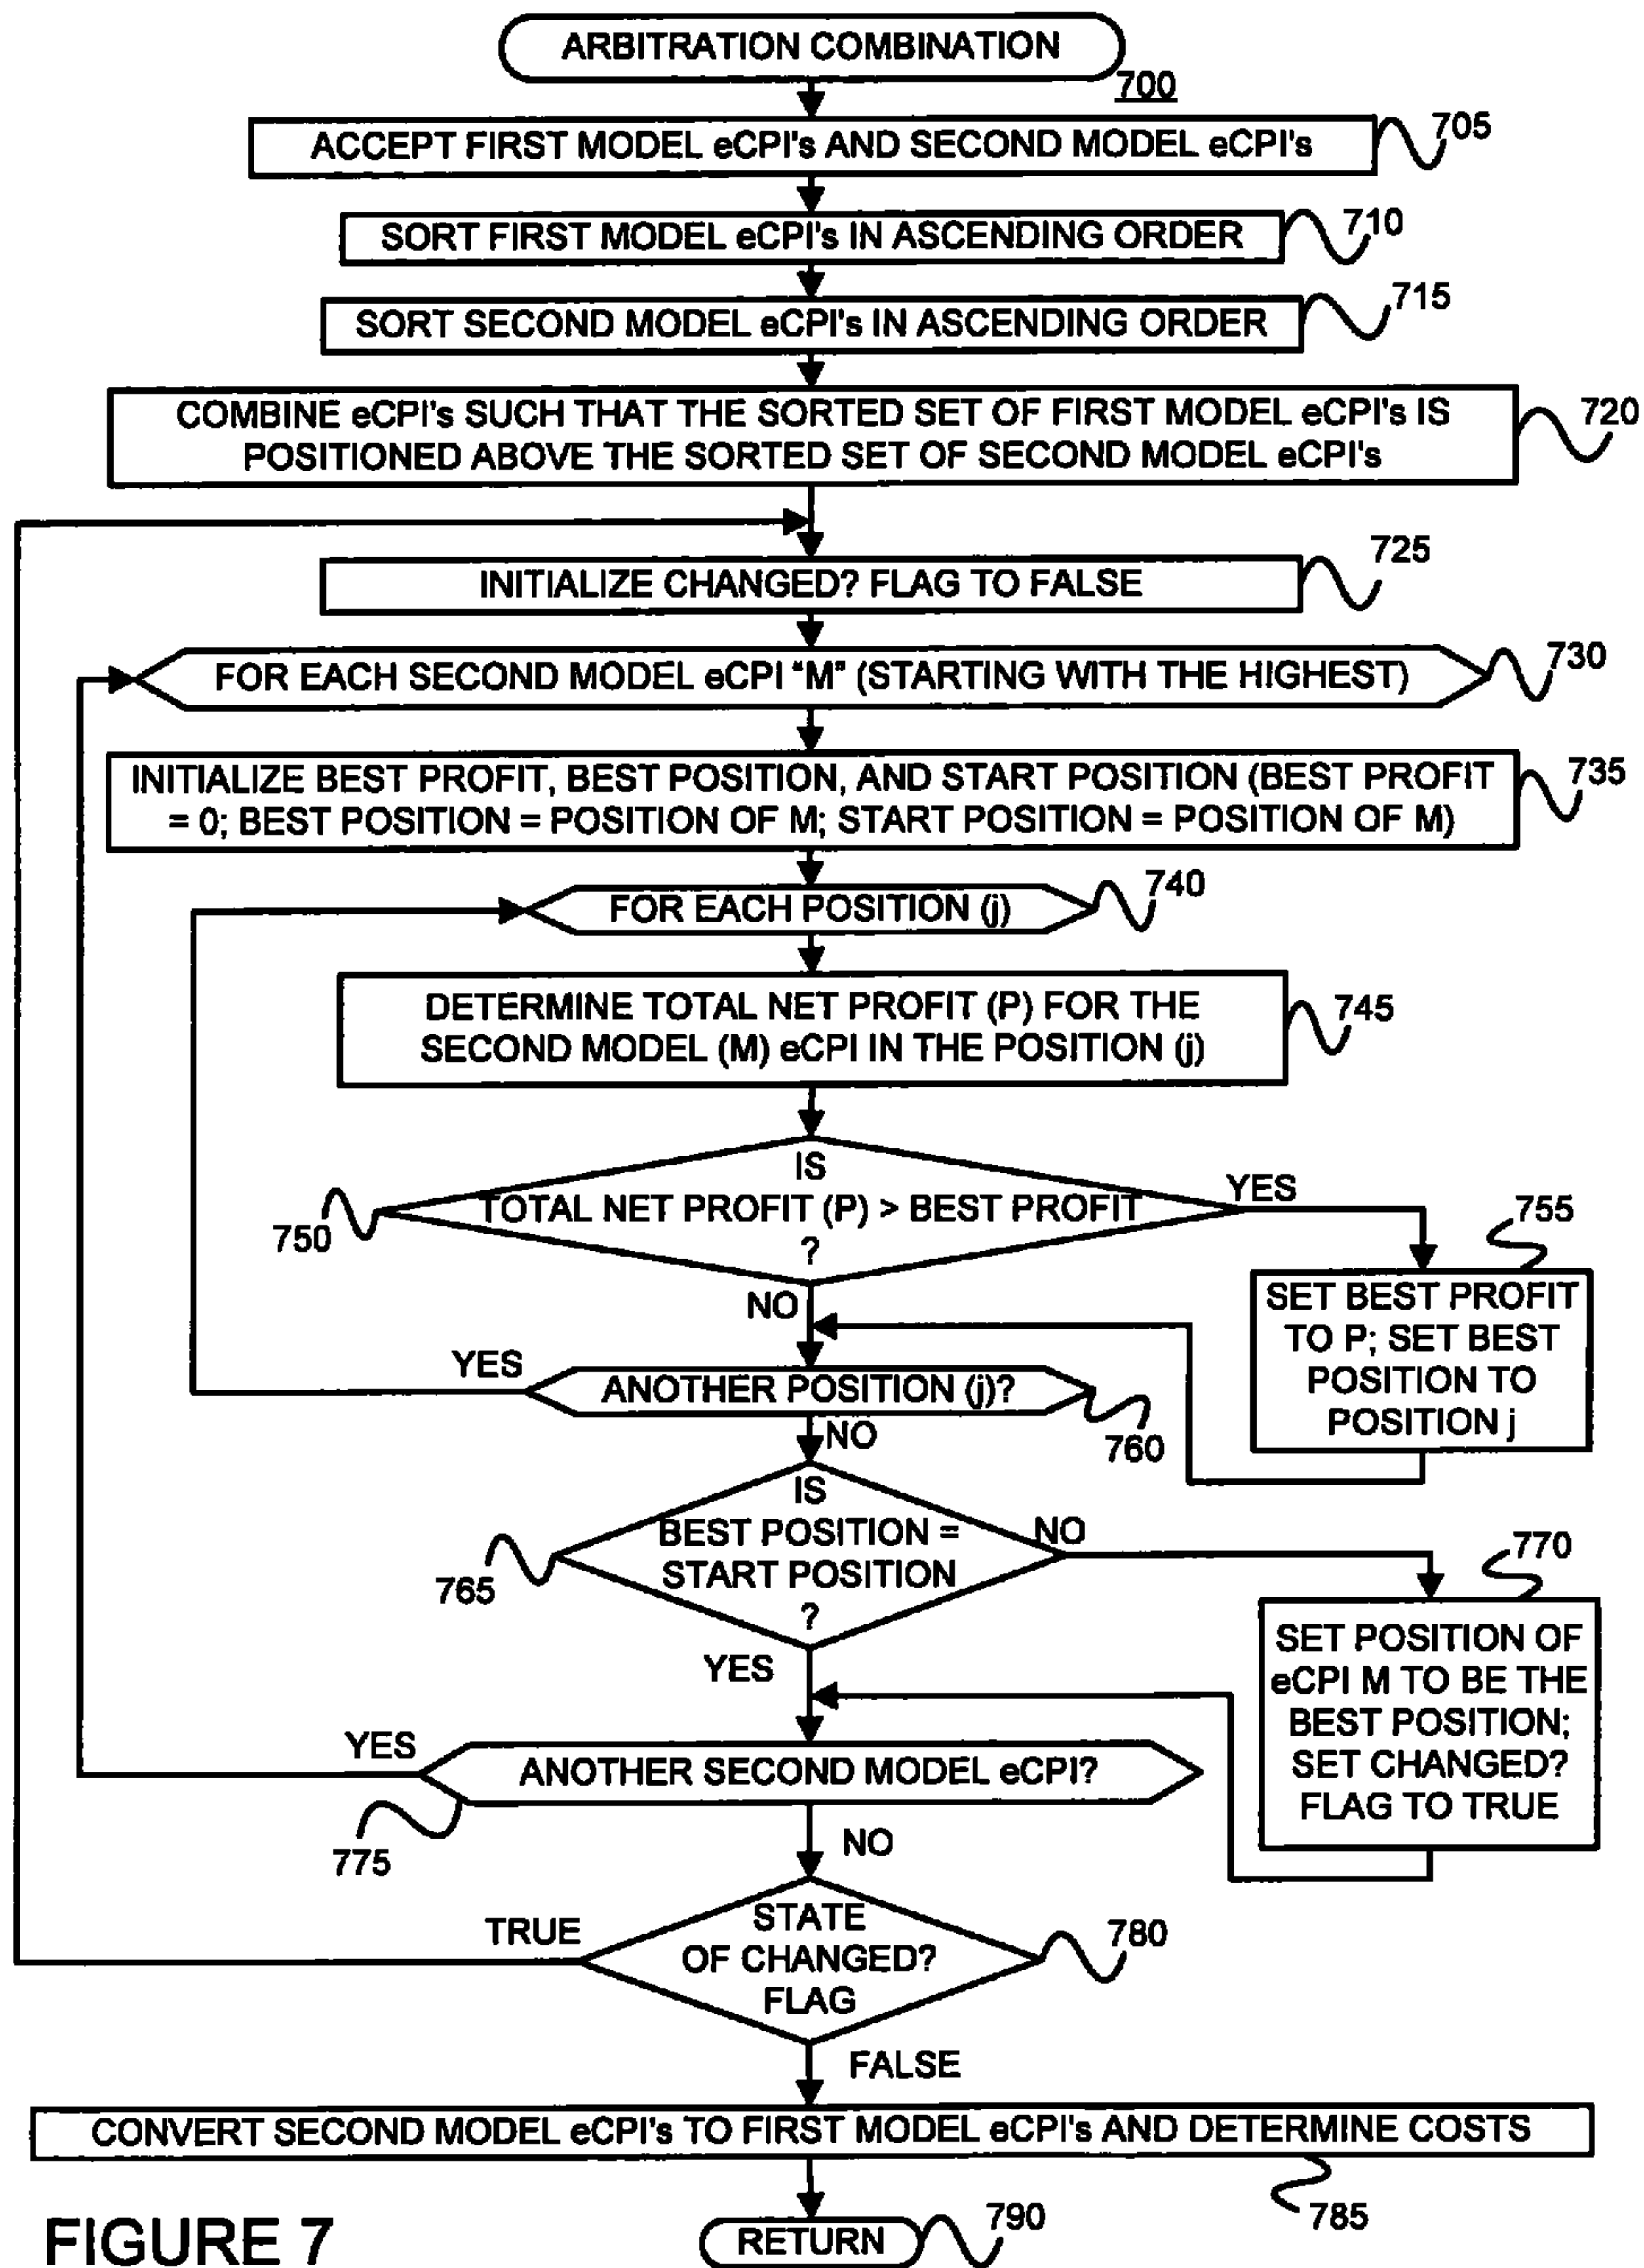 ARBITRATION COMBINATION
700
ACCEPT FIRST MODEL eCPI's AND SECOND MODEL eCPI's
705
SORT FIRST MODEL eCPI's IN ASCENDING ORDER
710
SORT SECOND MODEL eCPI's IN ASCENDING ORDER
715
COMBINE eCPI's SUCH THAT THE SORTED SET OF FIRST MODEL eCPI's IS
POSITIONED ABOVE THE SORTED SET OF SECOND MODEL eCPI's
720
INITIALIZE CHANGED? FLAG TO FALSE
725
FOR EACH SECOND MODEL eCPI "M" (STARTING WITH THE HIGHEST)
730
INITIALIZE BEST PROFIT, BEST POSITION, AND START POSITION (BEST PROFIT
= 0; BEST POSITION = POSITION OF M; START POSITION = POSITION OF M)
735
FOR EACH POSITION (j)
740
DETERMINE TOTAL NET PROFIT (P) FOR THE
SECOND MODEL (M) eCPI IN THE POSITION (j)
745
IS
TOTAL NET PROFIT (P) > BEST PROFIT
?
750
YES
NO
755
SET BEST PROFIT
TO P; SET BEST
POSITION TO
POSITION j
YES
ANOTHER POSITION (j)?
760
NO
IS
BEST POSITION =
START POSITION
?
765
NO
YES
770
SET POSITION OF
eCPI M TO BE THE
BEST POSITION;
SET CHANGED?
FLAG TO TRUE
YES
ANOTHER SECOND MODEL eCPI?
775
NO
TRUE
STATE
OF CHANGED?
FLAG
780
FALSE
CONVERT SECOND MODEL eCPI's TO FIRST MODEL eCPI's AND DETERMINE COSTS
785
RETURN
790
FIGURE 7